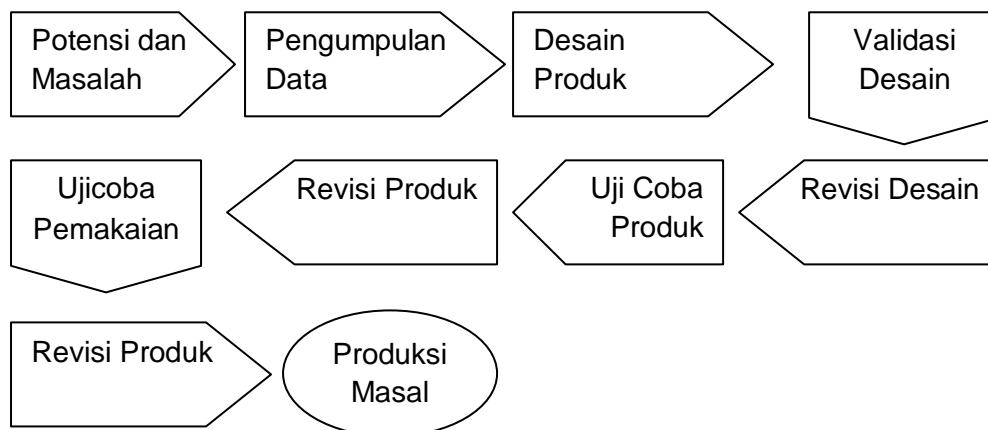 Potensi dan
Masalah
Pengumpulan
Data
Desain
Produk
Validasi
Desain
Revisi Desain
Uji Coba
Produk
Revisi Produk
Ujicoba
Pemakaian
Revisi Produk
Produksi
Masal